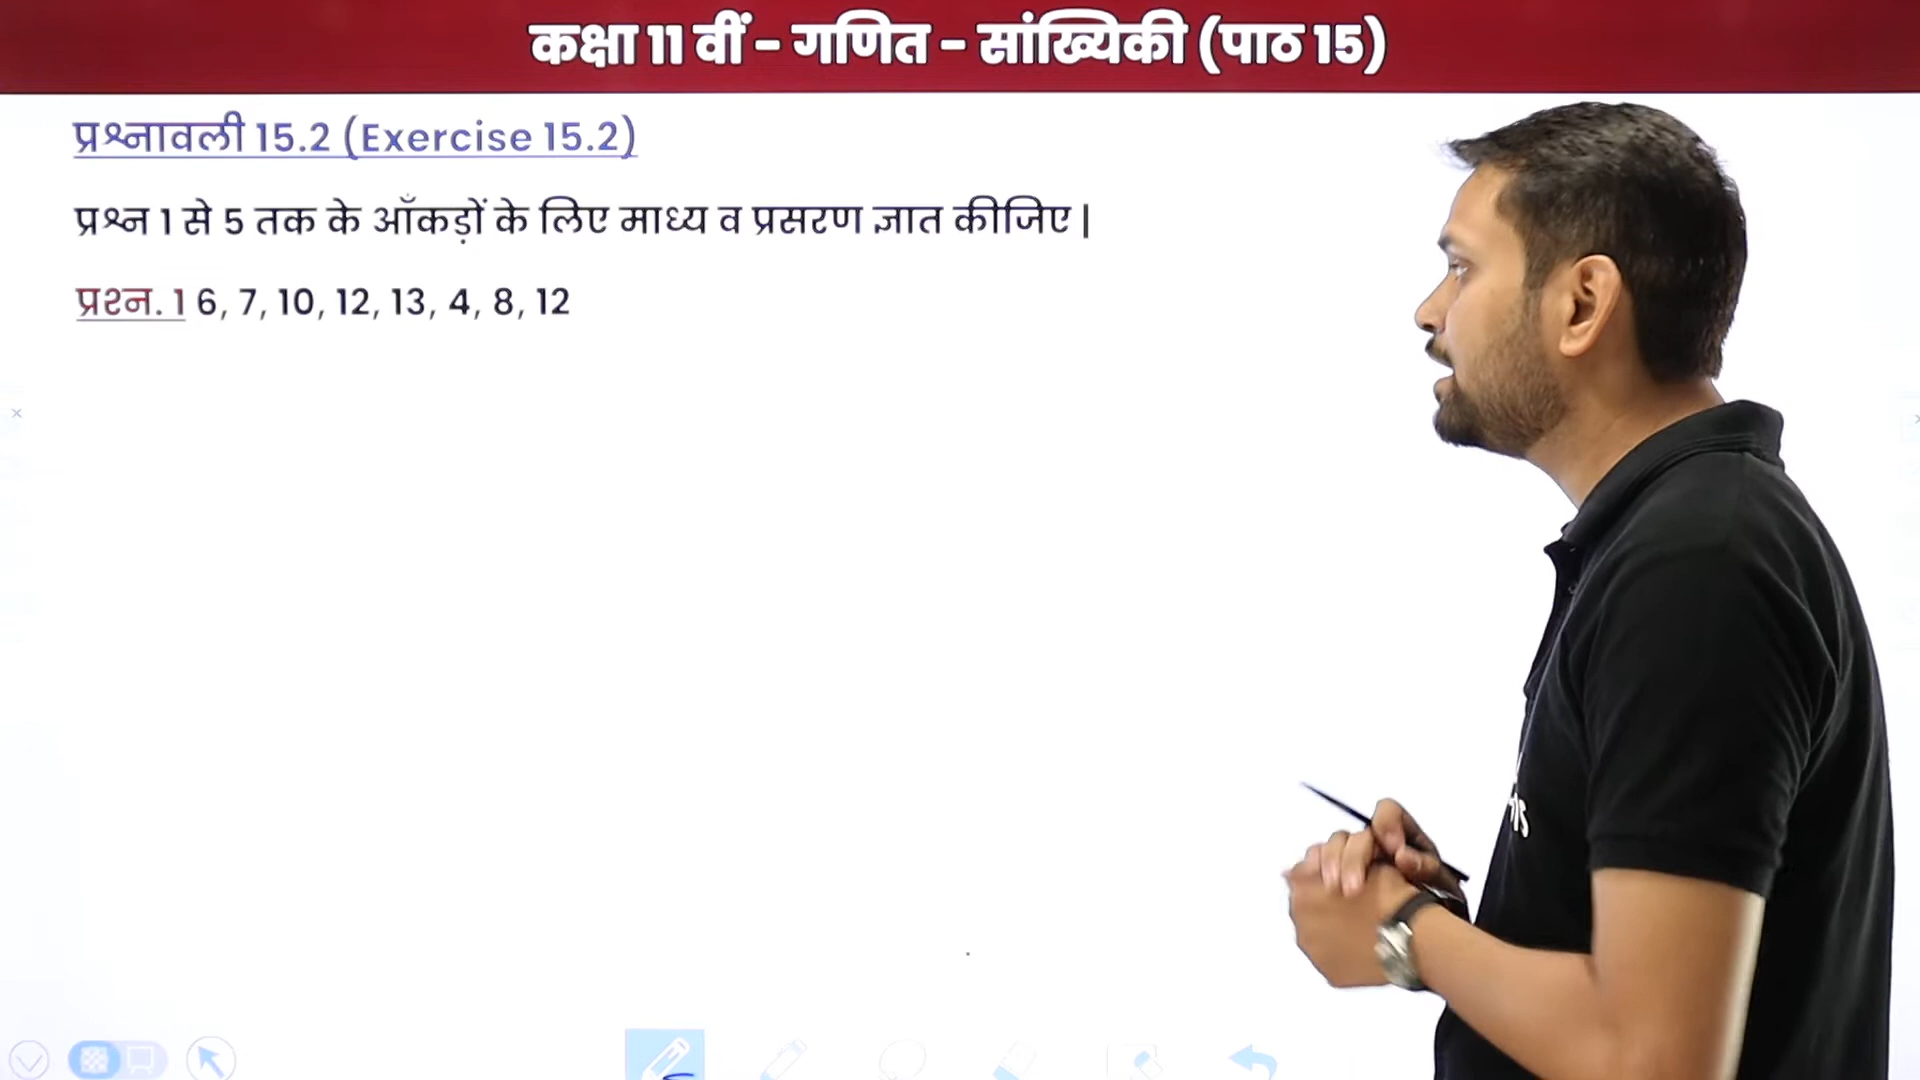 कक्षा 11 वीं - गणित - सांख्यिकी (पाठ 15)
प्रश्नावली 15.2 (Exercise 15.2)
प्रश्न 1 से 5 तक के आँकड़ों के लिए माध्य व प्रसरण ज्ञात कीजिए |
प्रश्न. 1 6, 7, 10, 12, 13, 4, 8, 12